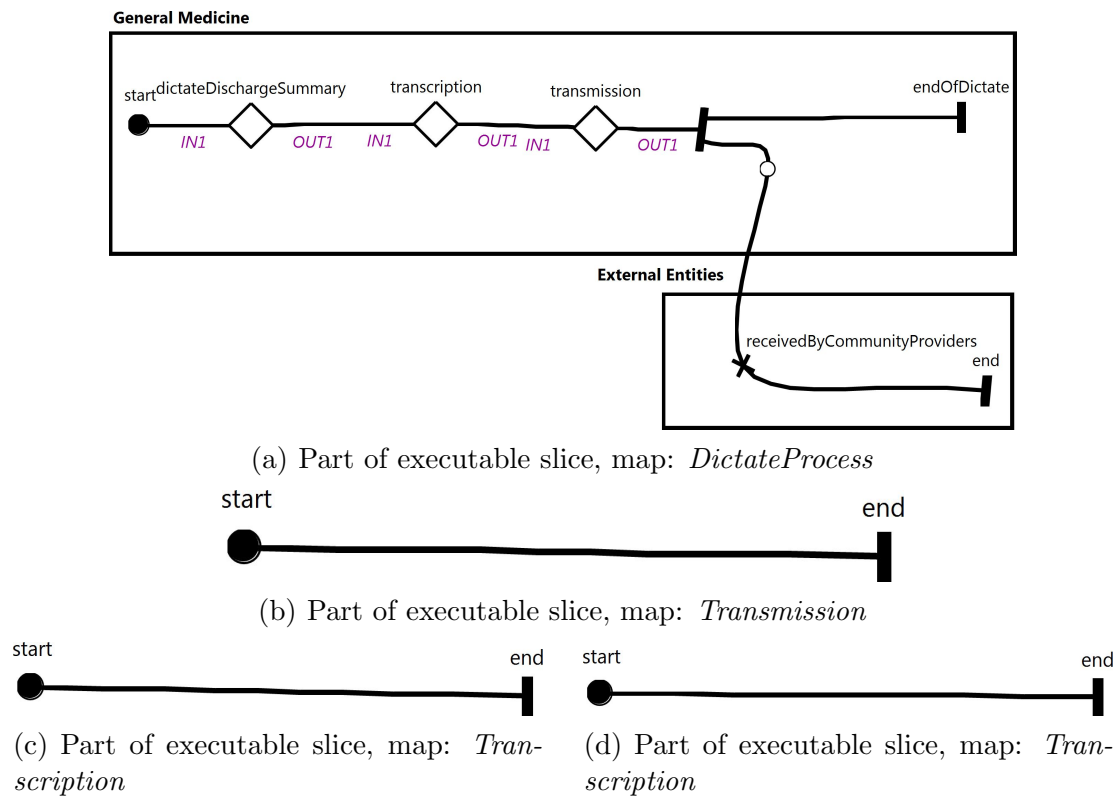 General Medicine
start
dictateDischargeSummary
transcription
transmission
endOfDictate
IN1
OUT1
IN1
OUT1
IN1
OUT1
External Entities
receivedByCommunityProviders
end
(a) Part of executable slice, map: DictateProcess
start
end
(b) Part of executable slice, map: Transmission
start
end
(c) Part of executable slice, map: Tran-
scription
start
end
(d) Part of executable slice, map: Tran-
scription